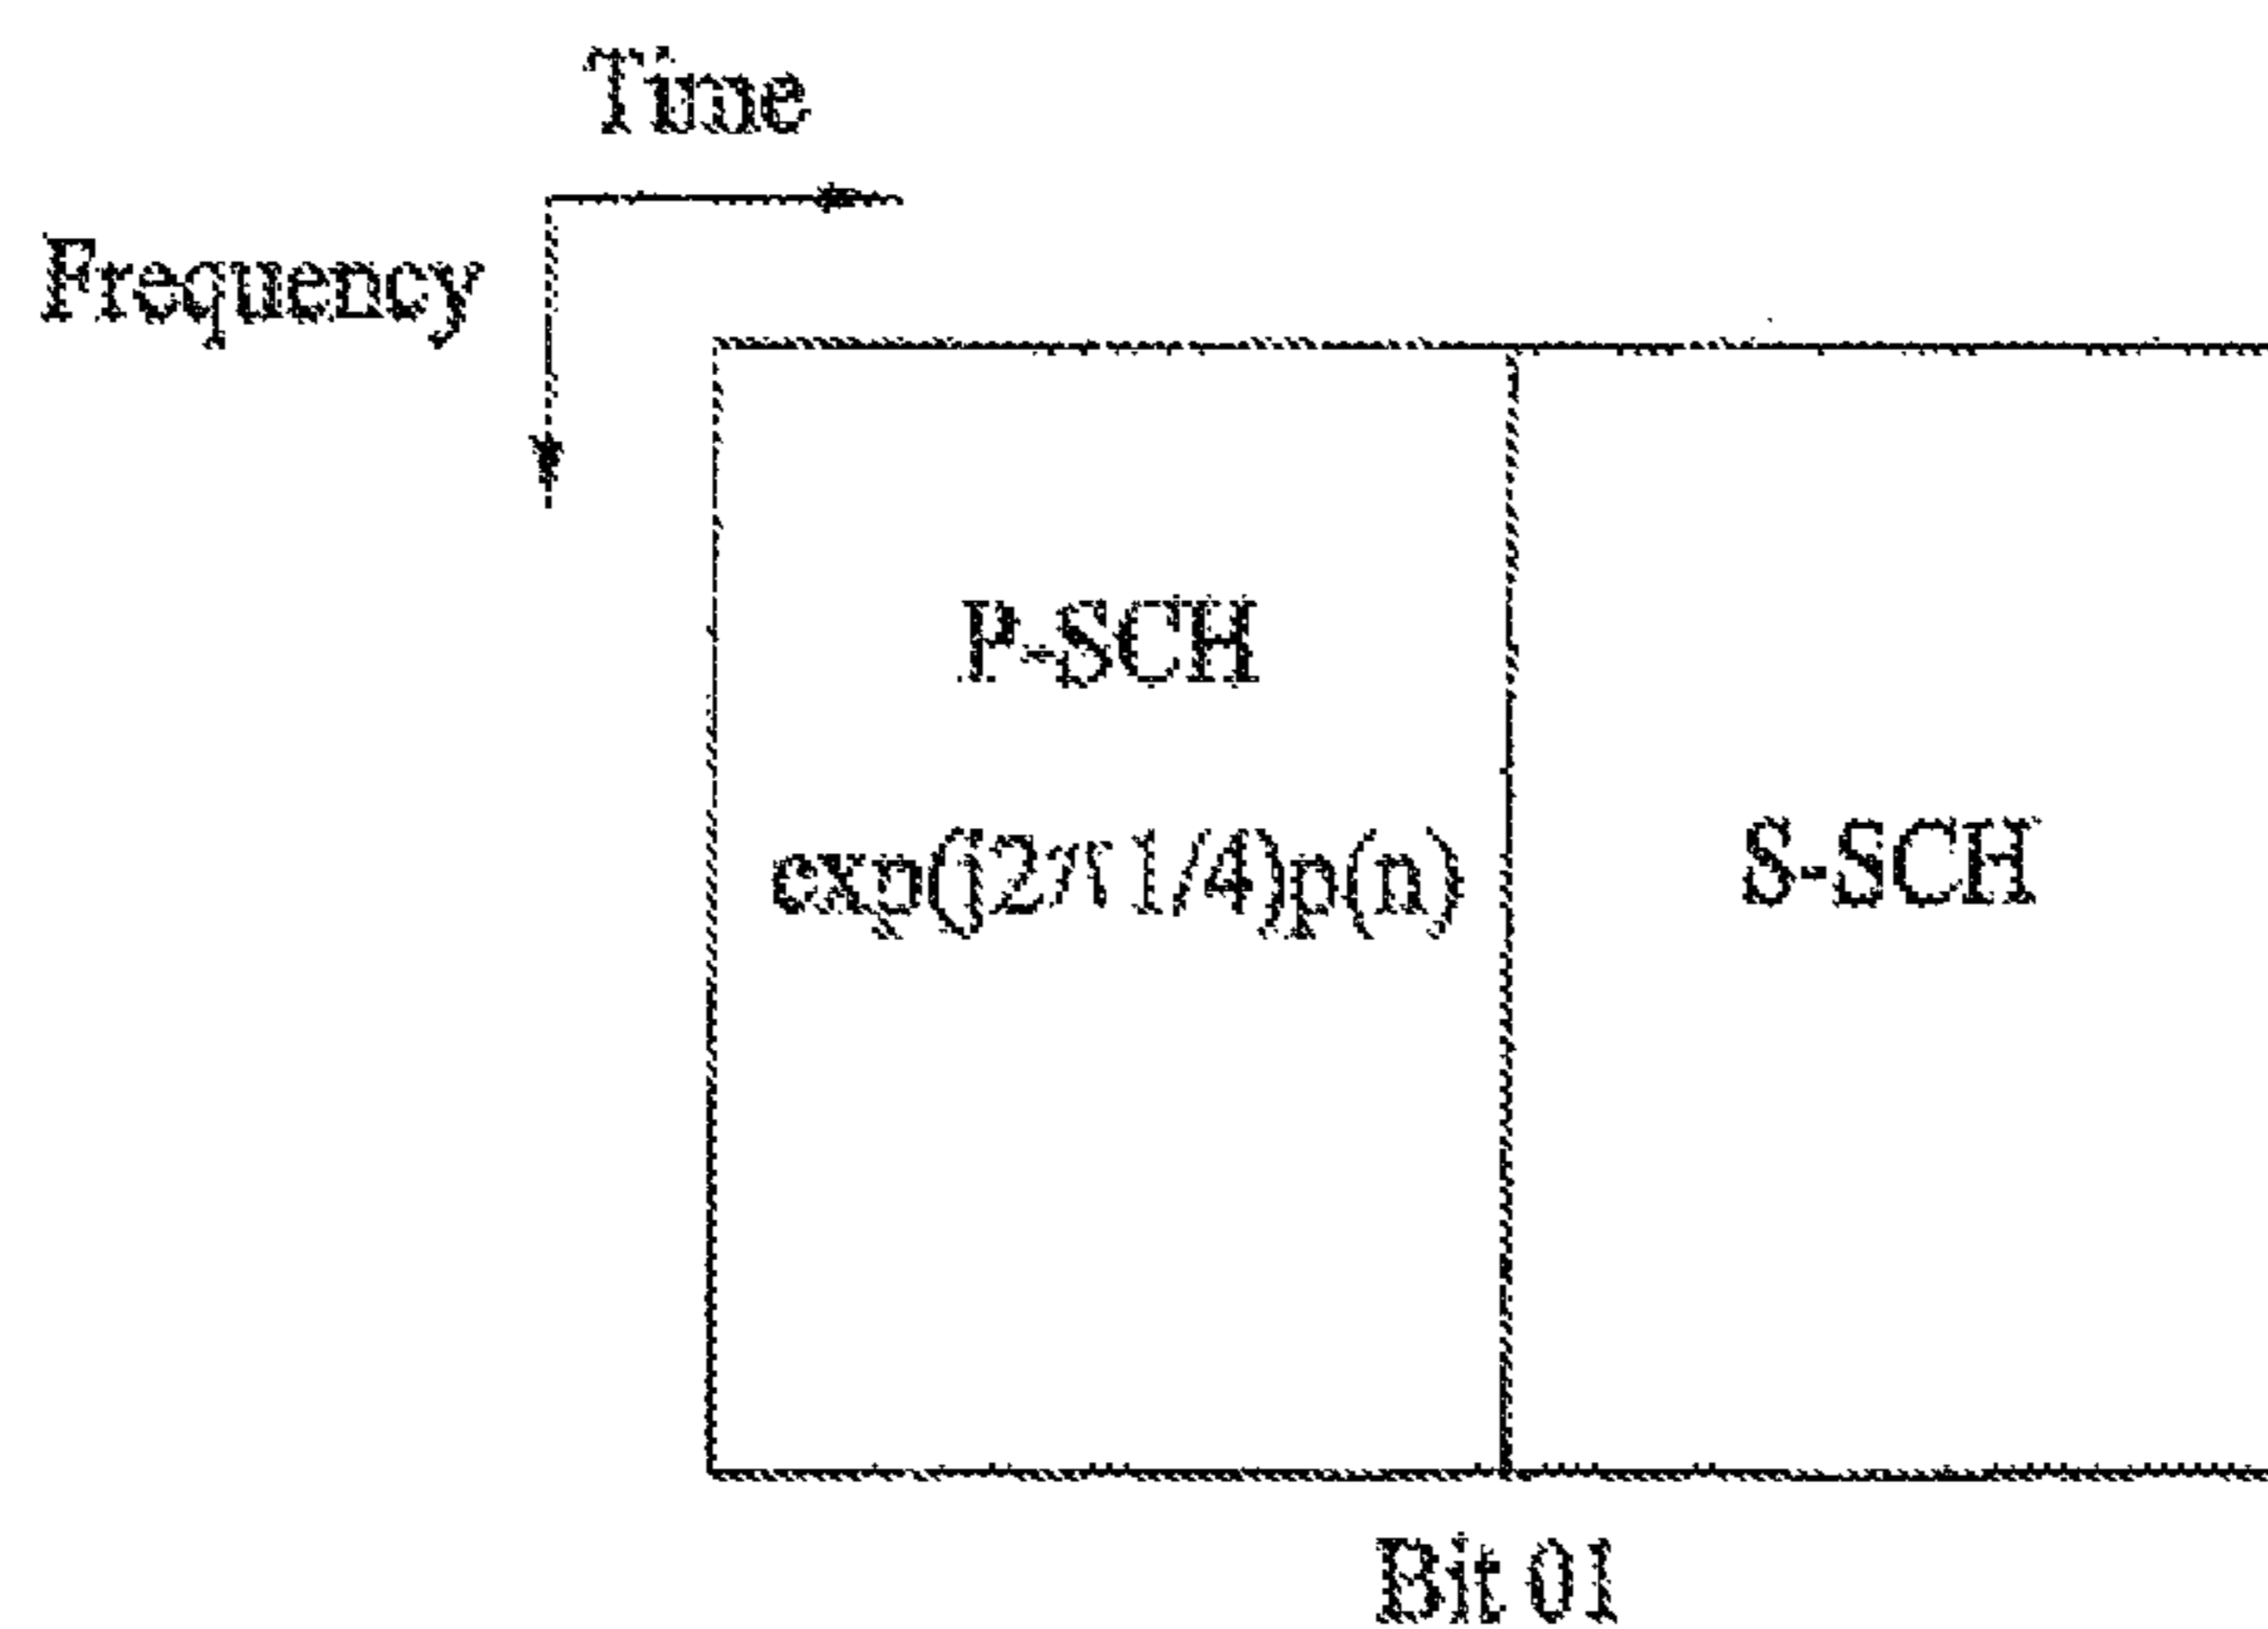 Time
Frequency
P-SCH
exp(j2π1/4)p(n)
S-SCH
Bit 01